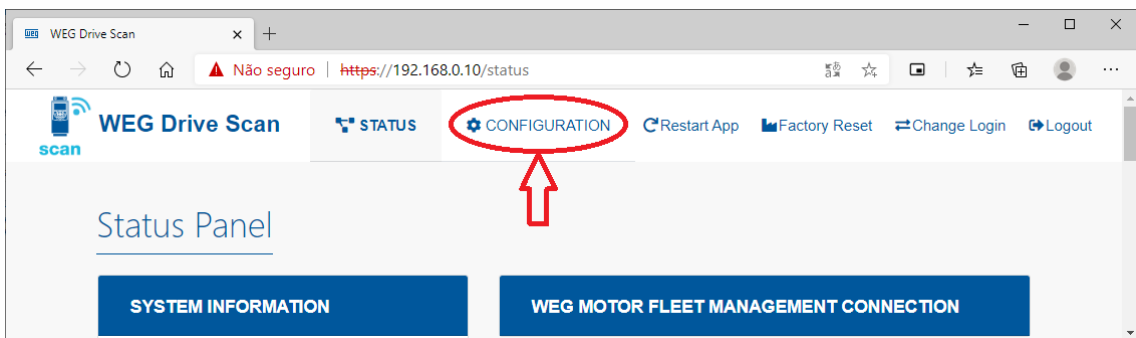 WEG Drive Scan
Não seguro | https://192.168.0.10/status
scan
WEG Drive Scan STATUS CONFIGURATION Restart App Factory Reset Change Login Logout
Status Panel
SYSTEM INFORMATION
WEG MOTOR FLEET MANAGEMENT CONNECTION